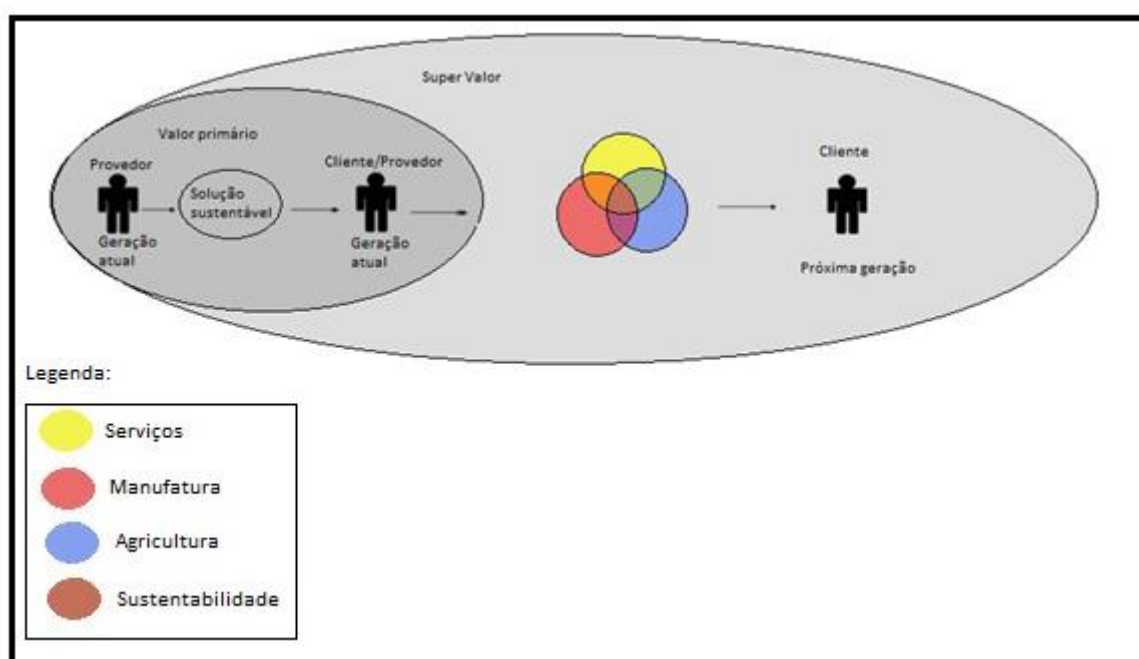 Super Valor
Valor primário
Provedor
Solução
sustentável
Geração
atual
Cliente/Provedor
Geração
atual
Cliente
Próxima geração
Legenda:
Serviços
Manufatura
Agricultura
Sustentabilidade